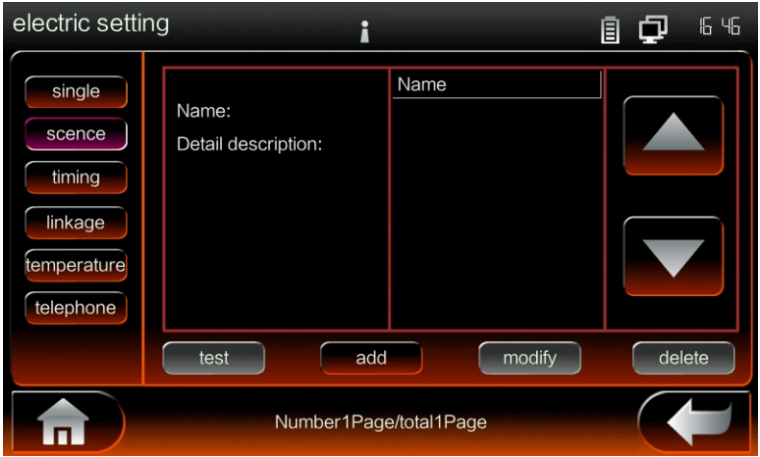 electric setting
16 46
single
scence
timing
linkage
temperature
telephone
Name:
Detail description:
Name
test add modify delete
Number1Page/total1Page